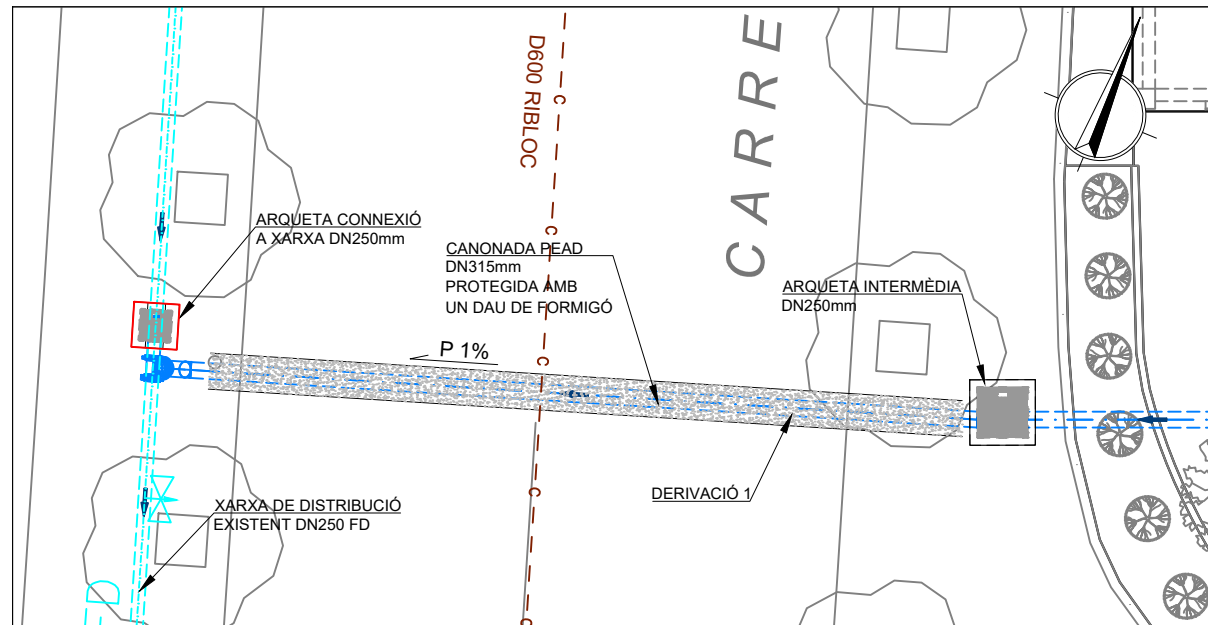 D600 RIBLOC
CARRE
ARQUETA CONNEXIÓ
A XARXA DN250mm
CANONADA PEAD
DN315mm
PROTEGIDA AMB
UN DAU DE FORMIGÓ
ARQUETA INTERMÈDIA
DN250mm
P 1%
DERIVACIÓ 1
XARXA DE DISTRIBUCIÓ
EXISTENT DN250 FD
C
C
C
C
C
C
D